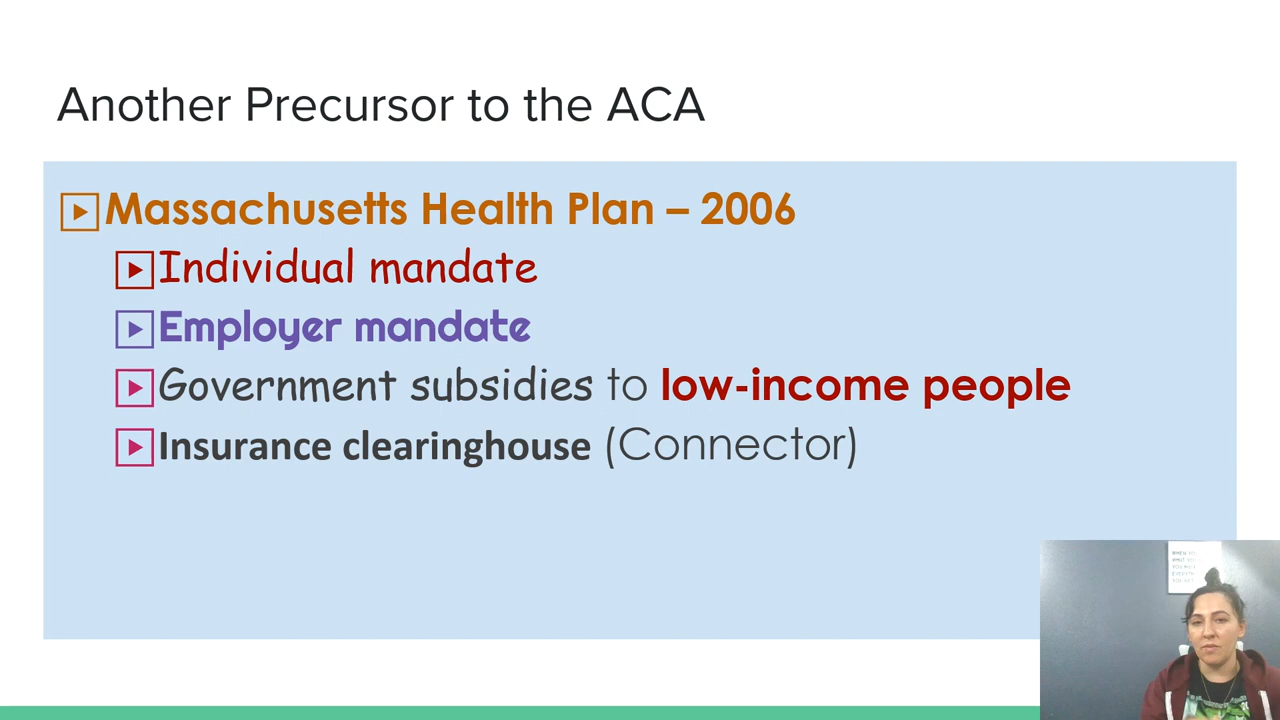 Another Precursor to the ACA
Massachusetts Health Plan – 2006
Individual mandate
Employer mandate
Government subsidies to low-income people
Insurance clearinghouse (Connector)